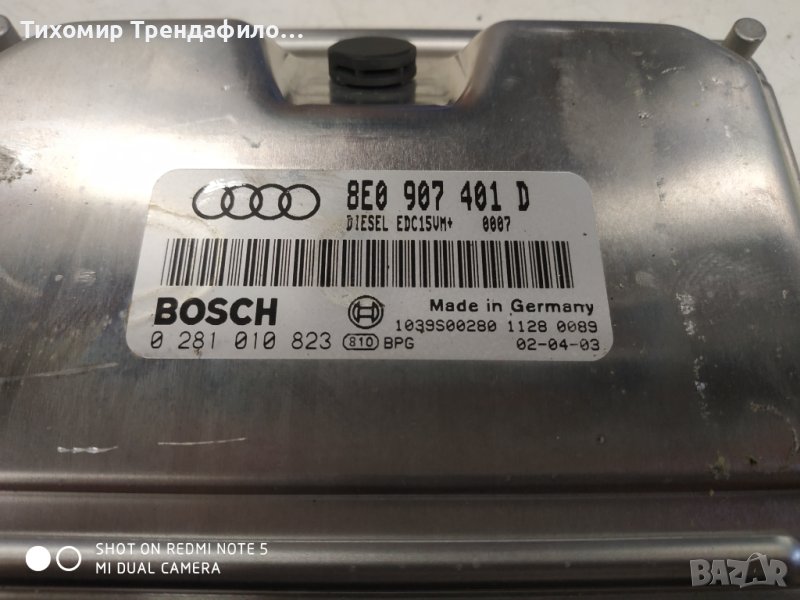 Тихомир Трендафило...
8E0 907 401 D
DIESEL EDC15VM+ 0007
BOSCH
Made in Germany
1039S00280 1128 0089
0 281 010 823 810 BPG 02-04-03
SHOT ON REDMI NOTE 5
MI DUAL CAMERA
BAZAR